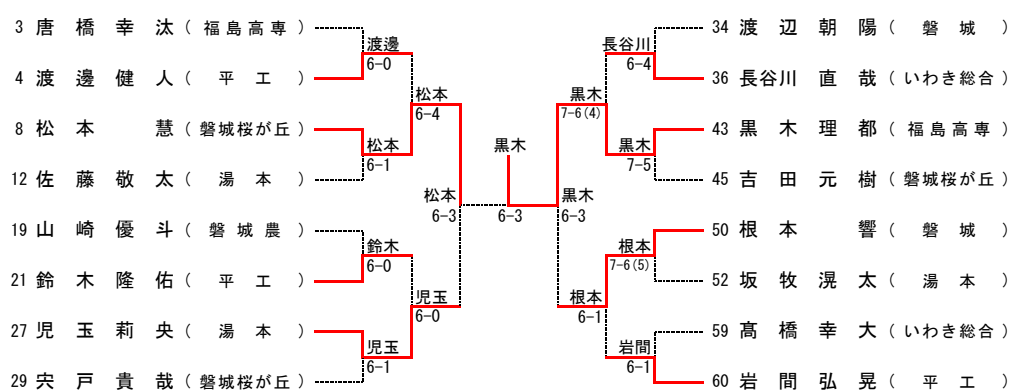 3 唐橋幸汰 ( 福島高専 )
4 渡邊健人 ( 平工 )
8 松本慧 ( 磐城桜が丘 )
12 佐藤敬太 ( 湯本 )
19 山崎優斗 ( 磐城農 )
21 鈴木隆佑 ( 平工 )
27 児玉莉央 ( 湯本 )
29 宍戸貴哉 ( 磐城桜が丘 )
渡邊
6-0
松本
6-1
鈴木
6-0
児玉
6-1
松本
6-4
児玉
6-0
松本
6-3
黒木
6-3
黒木
6-3
黒木
7-6(4)
根本
6-1
長谷川
6-4
黒木
7-5
根本
7-6(5)
岩間
6-1
34 渡辺朝陽 ( 磐城 )
36 長谷川直哉 ( いわき総合 )
43 黒木理都 ( 福島高専 )
45 吉田元樹 ( 磐城桜が丘 )
50 根本響 ( 磐城 )
52 坂牧滉太 ( 湯本 )
59 髙橋幸大 ( いわき総合 )
60 岩間弘晃 ( 平工 )